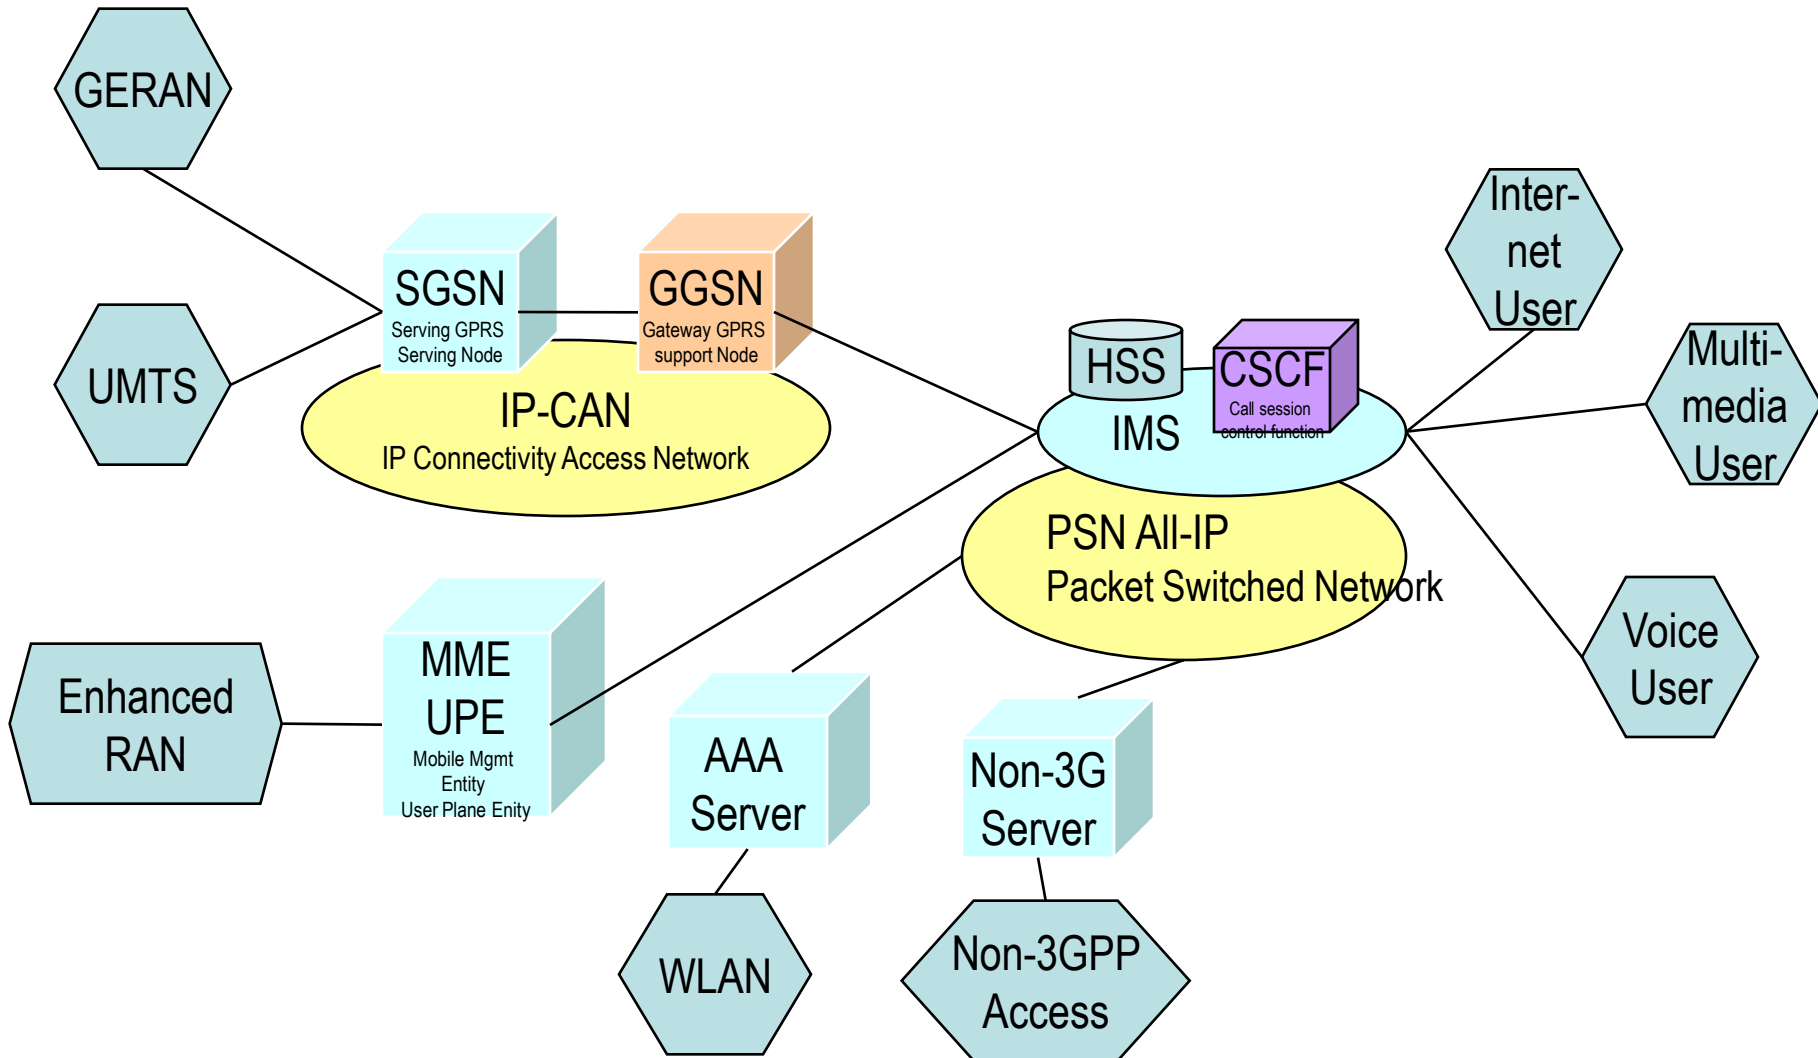 GERAN
UMTS
SGSN
Serving GPRS
Serving Node
GGSN
Gateway GPRS
support Node
IP-CAN
IP Connectivity Access Network
HSS
CSCF
Call session
control function
IMS
PSN All-IP
Packet Switched Network
Inter-
net
User
Multi-
media
User
Voice
User
Enhanced
RAN
MME
UPE
Mobile Mgmt
Entity
User Plane Enity
AAA
Server
Non-3G
Server
WLAN
Non-3GPP
Access